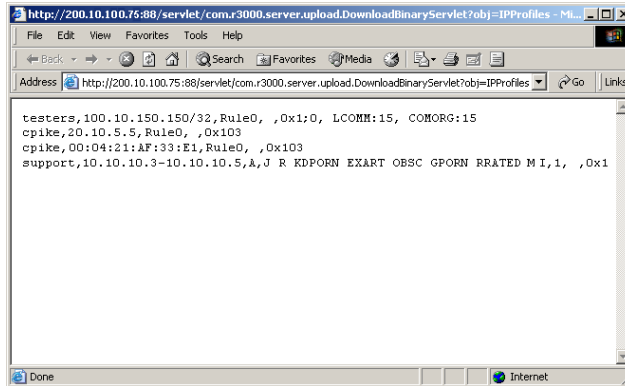 http://200.10.100.75:88/servlet/com.r3000.server.upload.DownloadBinaryServlet?obj=IPProfiles - Mi...
File Edit View Favorites Tools Help
Back Search Favorites Media
Address http://200.10.100.75:88/servlet/com.r3000.server.upload.DownloadBinaryServlet?obj=IPProfiles Go Links
testers,100.10.150.150/32,Rule0, ,0x1;0, LCOMM:15, COMORG:15
cpike,20.10.5.5,Rule0, ,0x103
cpike,00:04:21:AF:33:E1,Rule0, ,0x103
support,10.10.10.3-10.10.10.5,A,J R KDPORN EXART OBSC GPORN RRATED M I,1, ,0x1
Done Internet